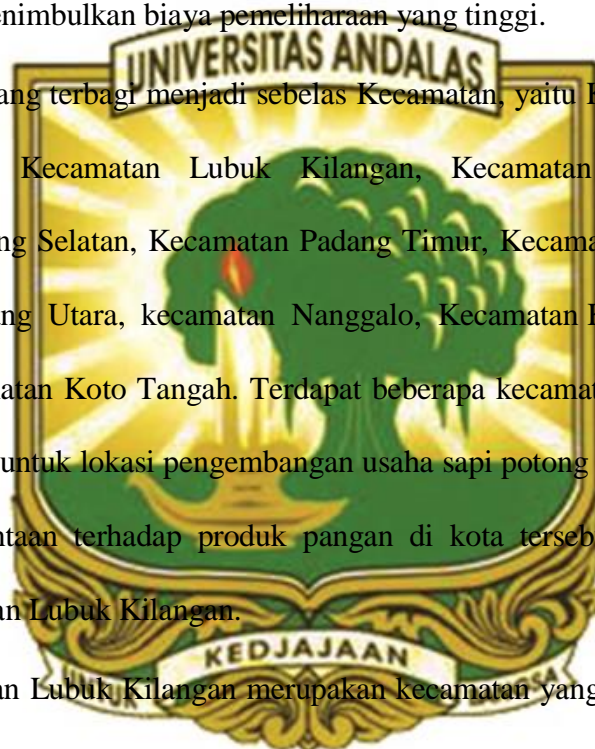 enimbulkan biaya pemeliharaan yang tinggi.
UNIVERSITAS ANDALAS
ang terbagi menjadi sebelas Kecamatan, yaitu K
Kecamatan Lubuk Kilangan, Kecamatan
ng Selatan, Kecamatan Padang Timur, Kecama
ng Utara, kecamatan Nanggalo, Kecamatan K
atan Koto Tangah. Terdapat beberapa kecamat
untuk lokasi pengembangan usaha sapi potong
ntaan terhadap produk pangan di kota terseb
an Lubuk Kilangan.
KEDJAJAAN
an Lubuk Kilangan merupakan kecamatan yang
UNTUK BANGSA